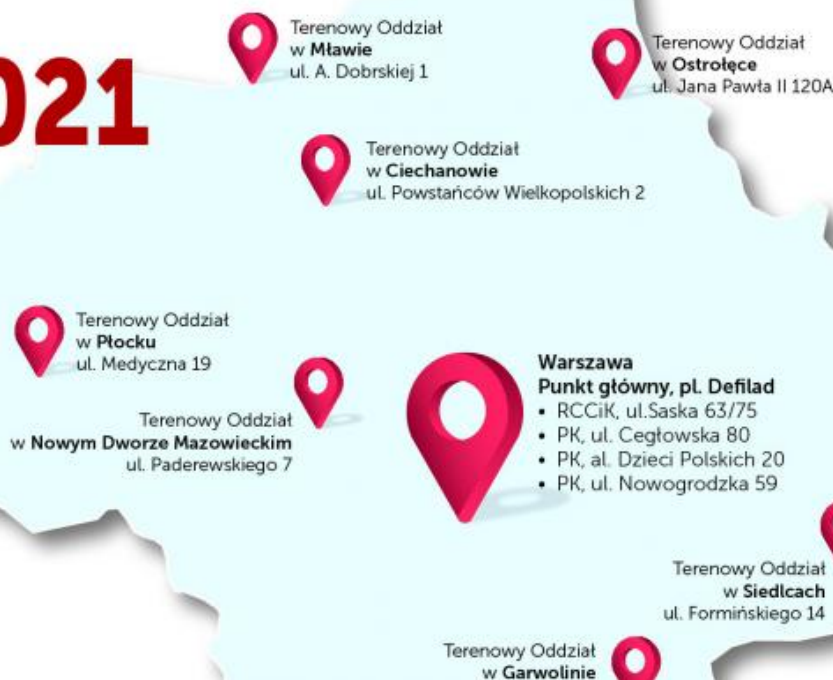 021
Terenowy Oddział
w Mławie
ul. A. Dobrskiej 1
Terenowy Oddział
w Ostrołęce
ul. Jana Pawła II 120A
Terenowy Oddział
w Ciechanowie
ul. Powstańców Wielkopolskich 2
Terenowy Oddział
w Płocku
ul. Medyczna 19
Terenowy Oddział
w Nowym Dworze Mazowieckim
ul. Paderewskiego 7
Warszawa
Punkt główny, pl. Defilad
• RCCiK, ul.Saska 63/75
• PK, ul. Cegłowska 80
• PK, al. Dzieci Polskich 20
• PK, ul. Nowogrodzka 59
Terenowy Oddział
w Siedlcach
ul. Formińskiego 14
Terenowy Oddział
w Garwolinie